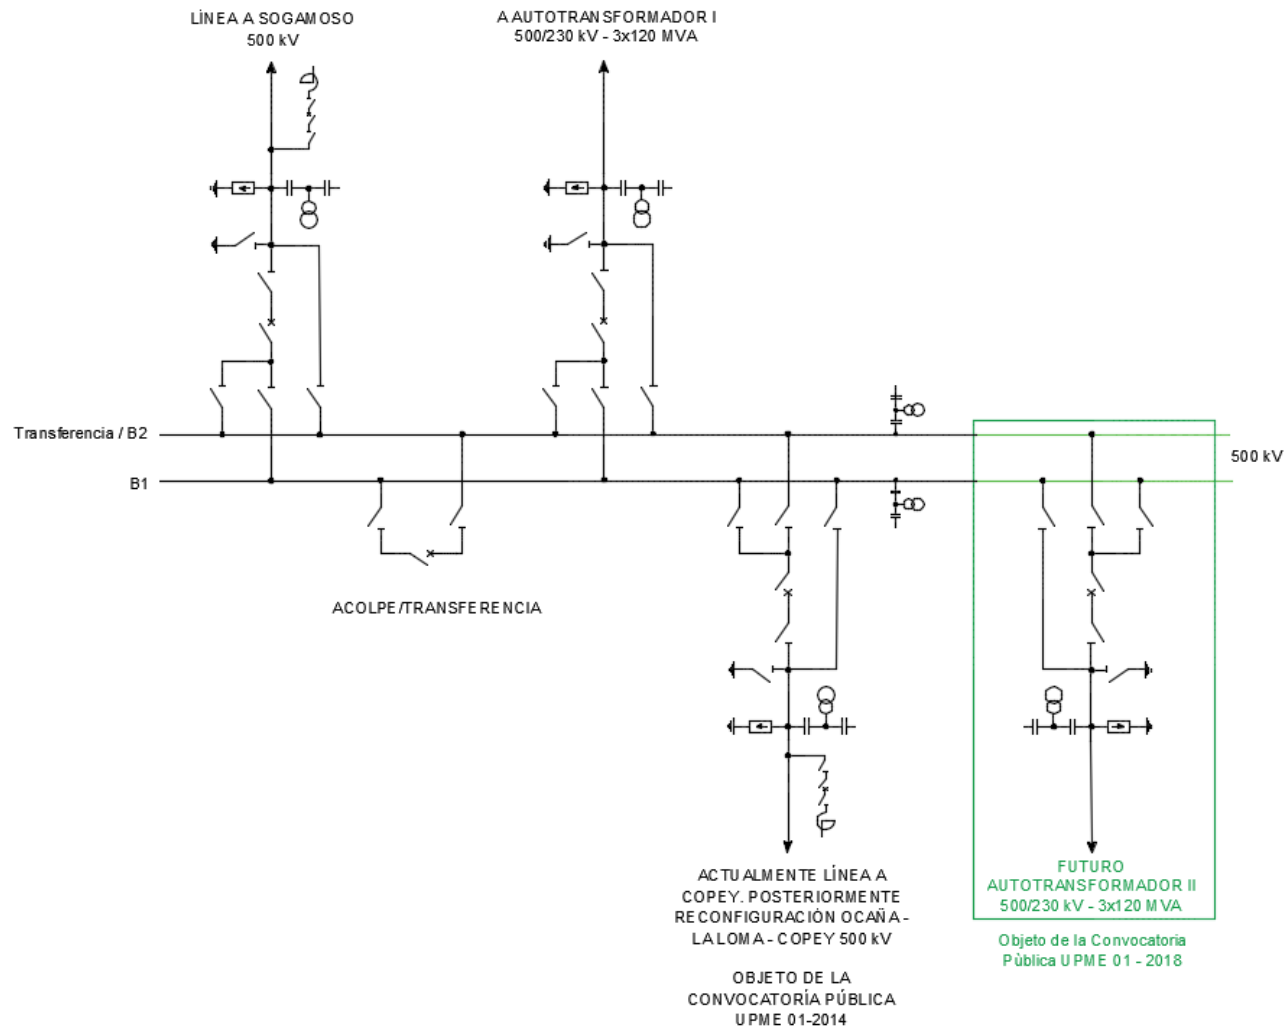 LÍNEA A SOGAMOSO
500 kV
A AUTOTRANSFORMADOR I
500/230 kV - 3x120 MVA
Transferencia / B2
B1
500 kV
ACOLPE/TRANSFERENCIA
ACTUALMENTE LÍNEA A
COPEY. POSTERIORMENTE
RECONFIGURACIÓN OCAÑA -
LA LOMA - COPEY 500 kV
OBJETO DE LA
CONVOCATORÍA PÚBLICA
UPME 01-2014
FUTURO
AUTOTRANSFORMADOR II
500/230 kV - 3x120 MVA
Objeto de la Convocatoria
Pùblica UPME 01 - 2018